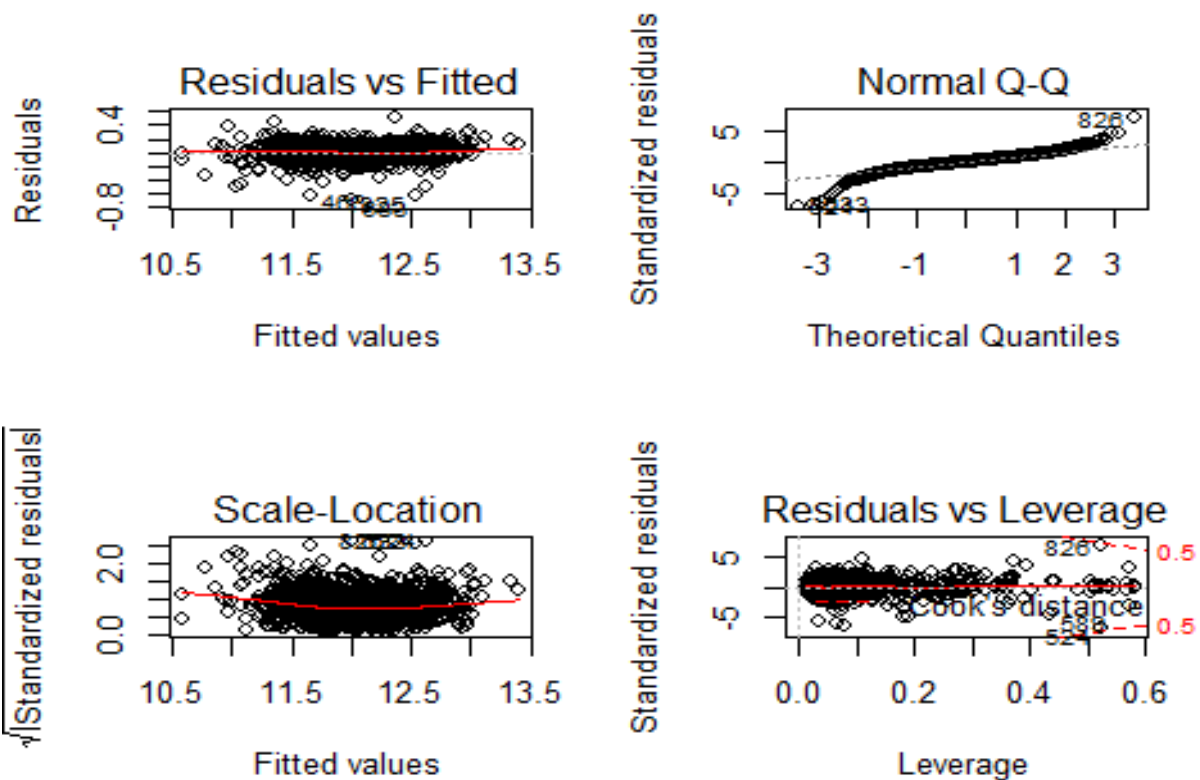 Residuals vs Fitted
Residuals
0.4
-0.8
10.5 11.5 12.5 13.5
Fitted values
Normal Q-Q
Standardized residuals
5
-5
826
-3 -1 1 2 3
Theoretical Quantiles
Scale-Location
√|Standardized residuals|
2.0
0.0
10.5 11.5 12.5 13.5
Fitted values
Residuals vs Leverage
Standardized residuals
5
-5
826
0.5
Cook's distance
0.5
524
0.0 0.2 0.4 0.6
Leverage